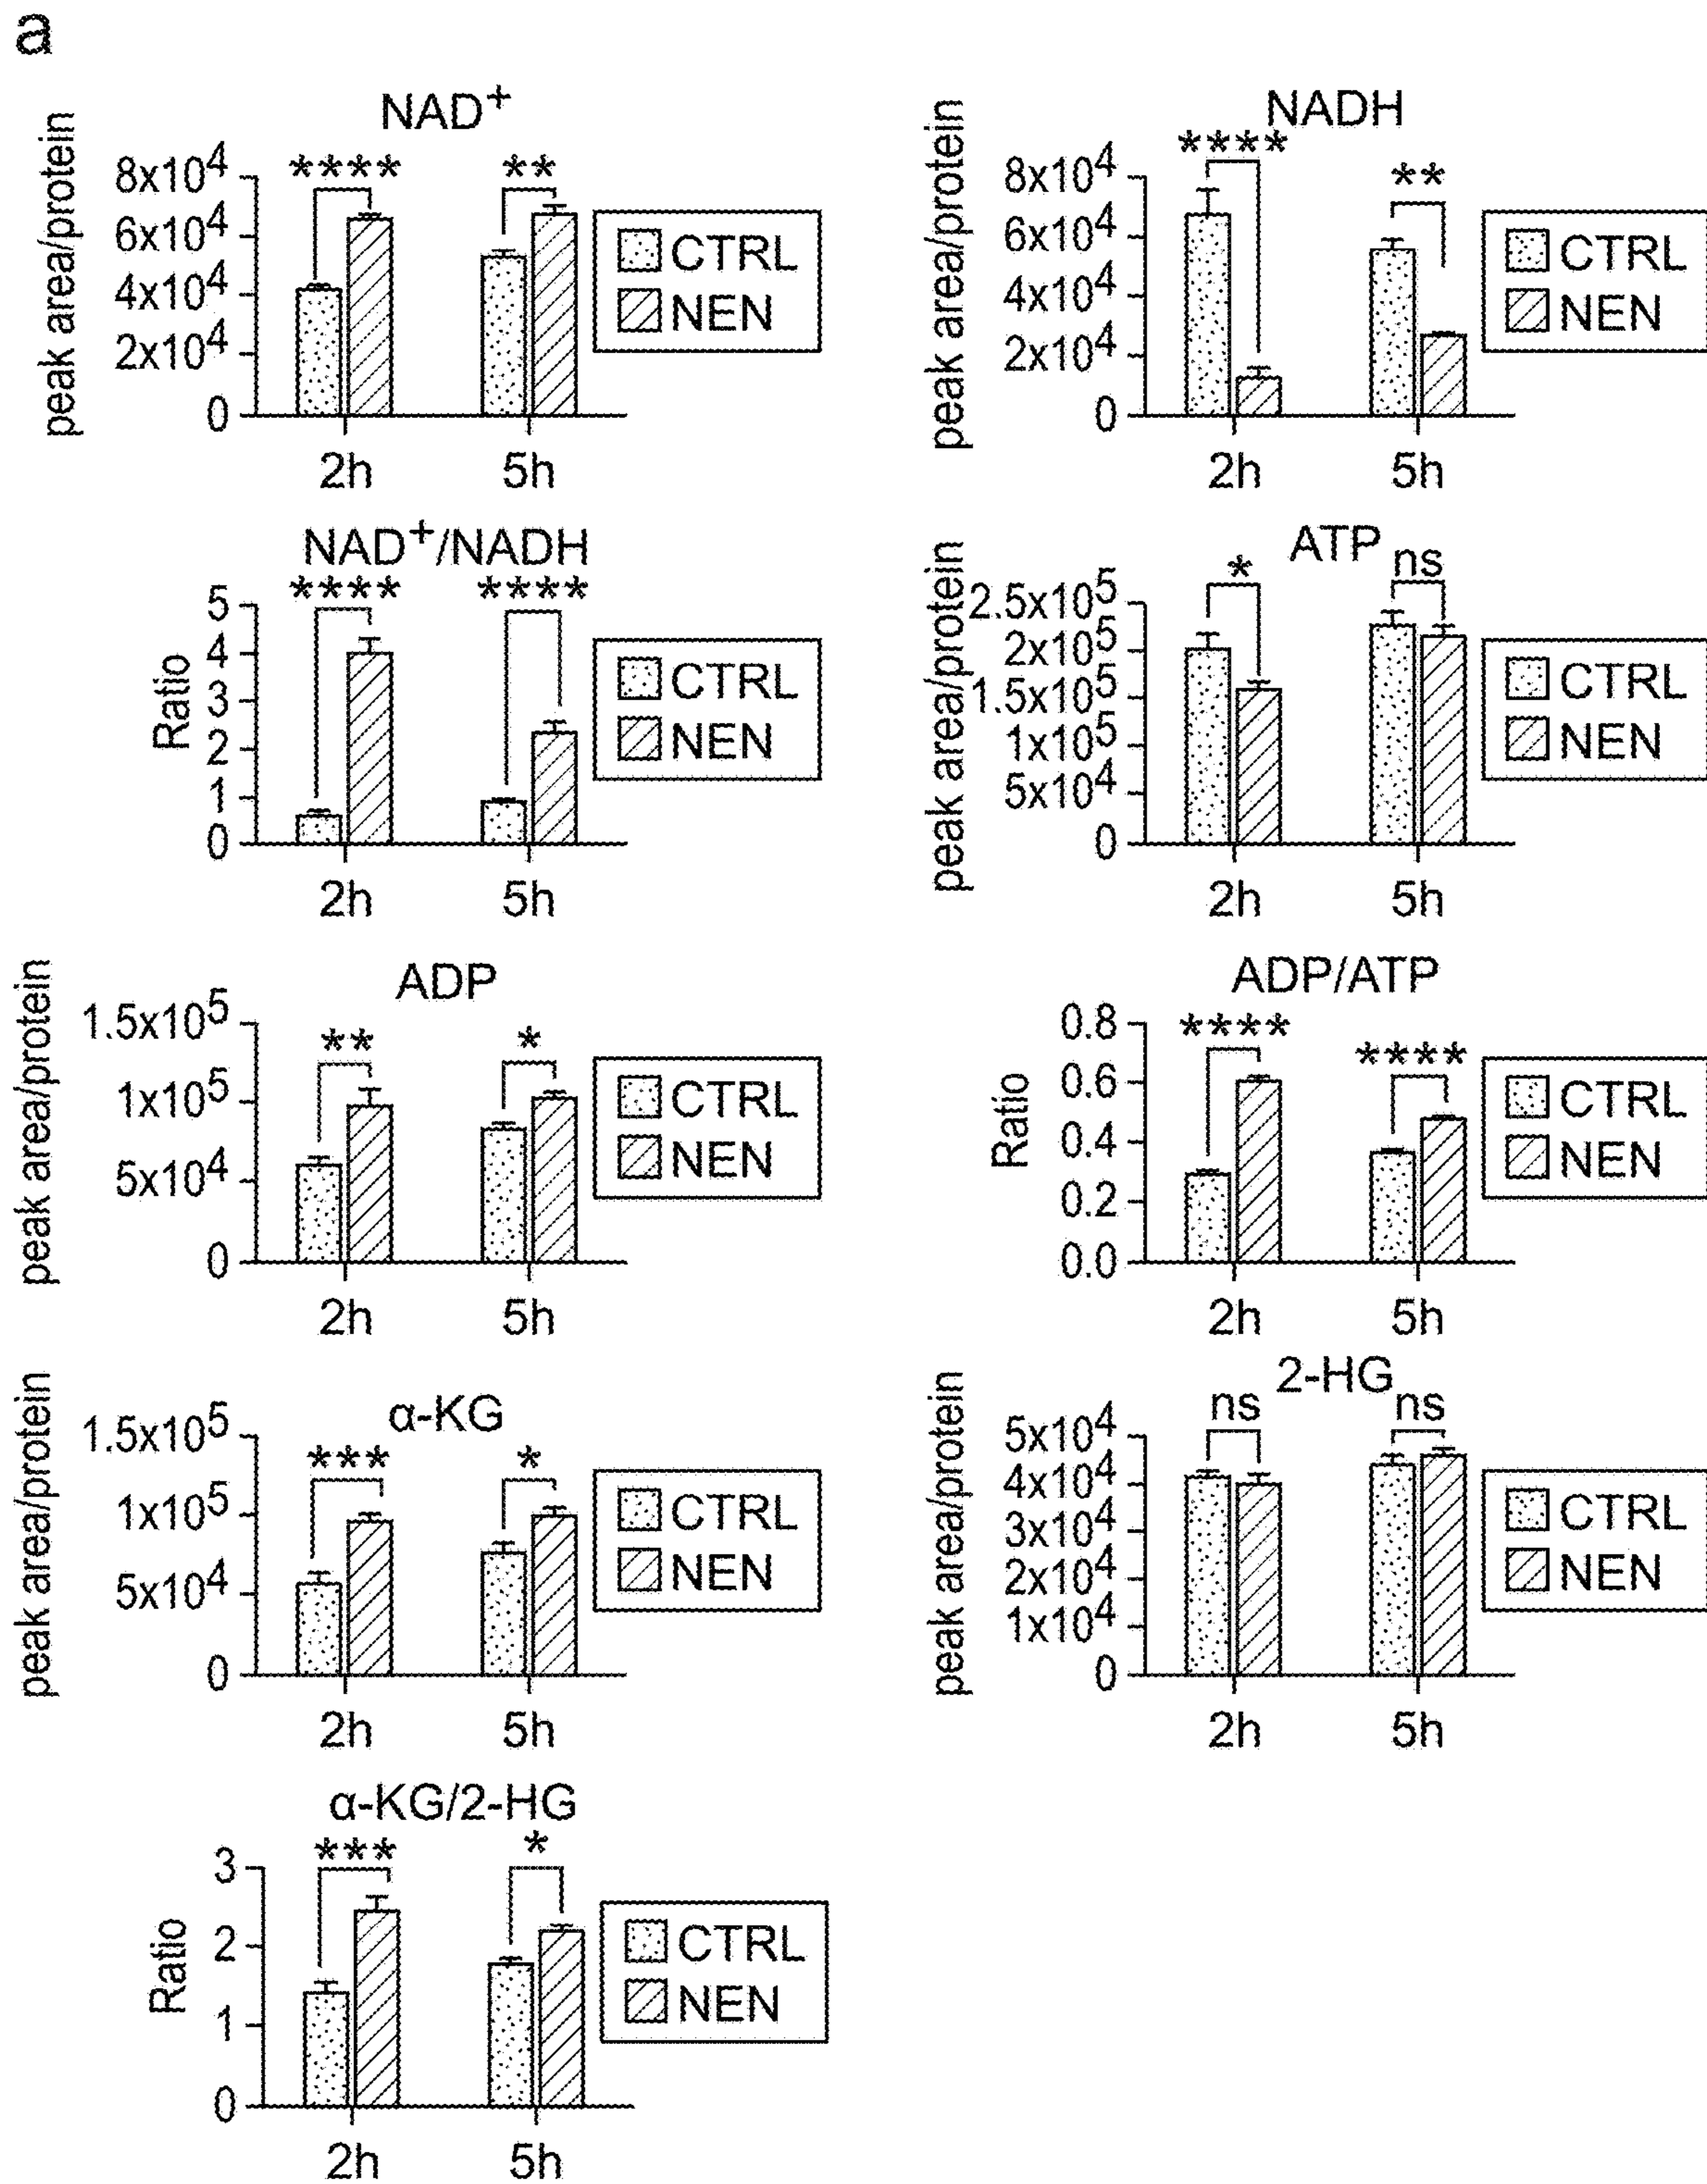 a
NAD+
peak area/protein
8x10^4
6x10^4
4x10^4
2x10^4
0
****
**
2h
5h
CTRL
NEN
NADH
peak area/protein
8x10^4
6x10^4
4x10^4
2x10^4
0
****
**
2h
5h
CTRL
NEN
NAD+/NADH
Ratio
5
4
3
2
1
0
****
****
2h
5h
CTRL
NEN
ATP
peak area/protein
2.5x10^5
2x10^5
1.5x10^5
1x10^5
5x10^4
0
*
ns
2h
5h
CTRL
NEN
ADP
peak area/protein
1.5x10^5
1x10^5
5x10^4
0
**
*
2h
5h
CTRL
NEN
ADP/ATP
Ratio
0.8
0.6
0.4
0.2
0.0
****
****
2h
5h
CTRL
NEN
α-KG
peak area/protein
1.5x10^5
1x10^5
5x10^4
0
***
*
2h
5h
CTRL
NEN
2-HG
peak area/protein
5x10^4
4x10^4
3x10^4
2x10^4
1x10^4
0
ns
ns
2h
5h
CTRL
NEN
α-KG/2-HG
Ratio
3
2
1
0
***
*
2h
5h
CTRL
NEN